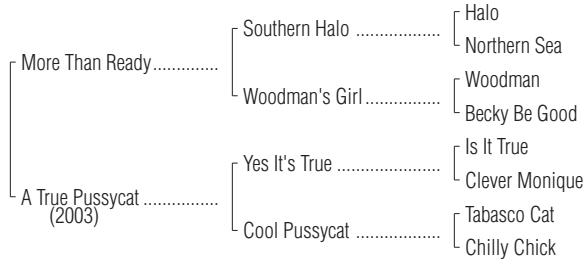 Halo
Southern Halo ..................
Northern Sea
More Than Ready..............
Woodman
Woodman's Girl................
Becky Be Good
Is It True
Yes It's True .....................
Clever Monique
A True Pussycat ................
(2003)
Tabasco Cat
Cool Pussycat ..................
Chilly Chick